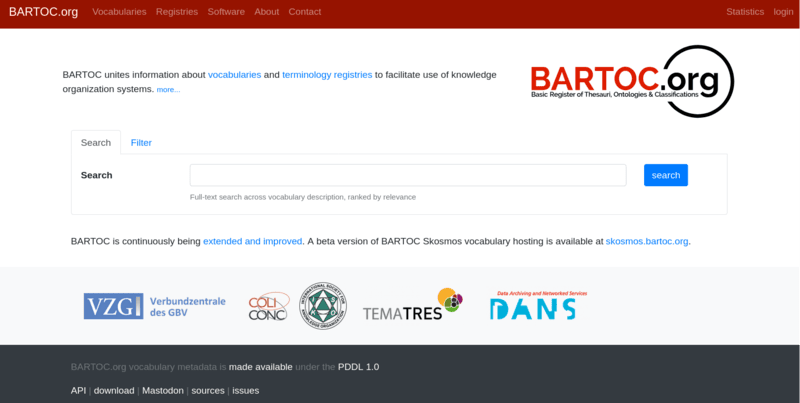 BARTOC.org Vocabularies Registries Software About Contact Statistics login
BARTOC unites information about vocabularies and terminology registries to facilitate use of knowledge
organization systems. more...
BARTOC.org
Basic Register of Thesauri, Ontologies & Classifications
Search Filter
Search search
Full-text search across vocabulary description, ranked by relevance
BARTOC is continuously being extended and improved. A beta version of BARTOC Skosmos vocabulary hosting is available at skosmos.bartoc.org.
VZG Verbundzentrale
des GBV
COLI
CONC
INTERNATIONAL SOCIETY FOR
KNOWLEDGE ORGANIZATION
TEMATRES
Data Archiving and Networked Services
DANS
BARTOC.org vocabulary metadata is made available under the PDDL 1.0
API | download | Mastodon | sources | issues